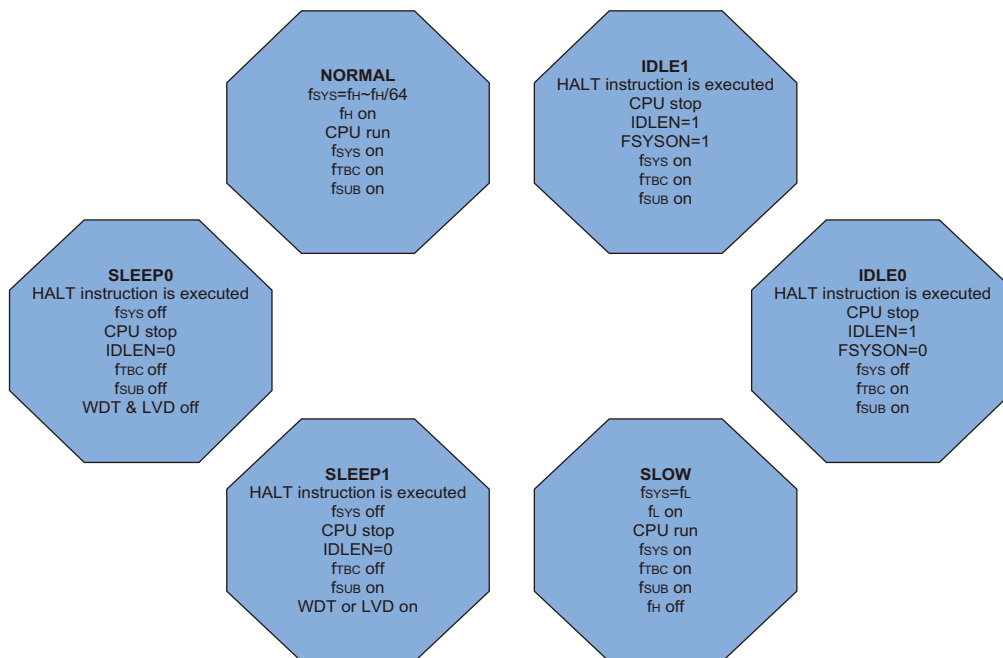 NORMAL
fSYS=fH~fH/64
fH on
CPU run
fSYS on
fTBC on
fSUB on
IDLE1
HALT instruction is executed
CPU stop
IDLEN=1
FSYSON=1
fSYS on
fTBC on
fSUB on
SLEEP0
HALT instruction is executed
fSYS off
CPU stop
IDLEN=0
fTBC off
fSUB off
WDT & LVD off
IDLE0
HALT instruction is executed
CPU stop
IDLEN=1
FSYSON=0
fSYS off
fTBC on
fSUB on
SLEEP1
HALT instruction is executed
fSYS off
CPU stop
IDLEN=0
fTBC off
fSUB on
WDT or LVD on
SLOW
fSYS=fL
fL on
CPU run
fSYS on
fTBC on
fSUB on
fH off